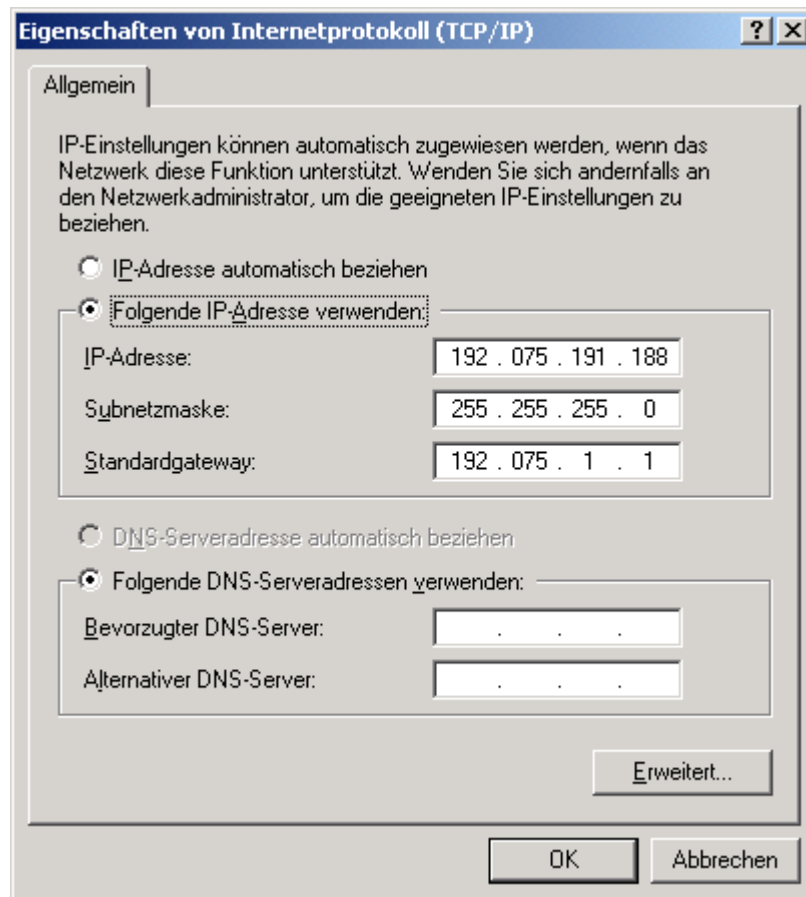 Eigenschaften von Internetprotokoll (TCP/IP)
Allgemein
IP-Einstellungen können automatisch zugewiesen werden, wenn das
Netzwerk diese Funktion unterstützt. Wenden Sie sich andernfalls an
den Netzwerkadministrator, um die geeigneten IP-Einstellungen zu
beziehen.
IP-Adresse automatisch beziehen
Folgende IP-Adresse verwenden:
IP-Adresse: 192 . 075 . 191 . 188
Subnetzmaske: 255 . 255 . 255 . 0
Standardgateway: 192 . 075 . 1 . 1
DNS-Serveradresse automatisch beziehen
Folgende DNS-Serveradressen verwenden:
Bevorzugter DNS-Server: . . .
Alternativer DNS-Server: . . .
Erweitert...
OK Abbrechen